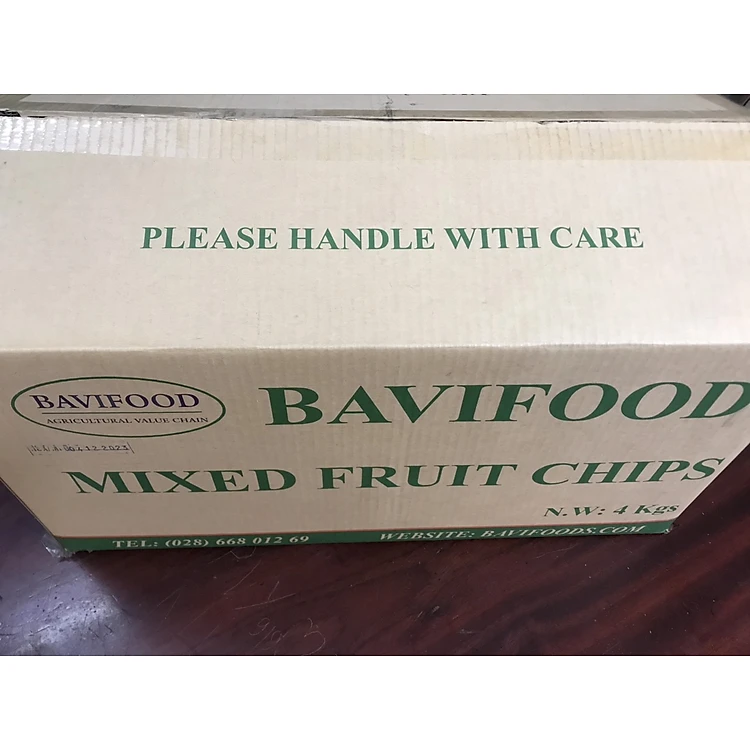 PLEASE HANDLE WITH CARE
BAVIFOOD
AGRICULTURAL VALUE CHAIN
BAVIFOOD
MIXED FRUIT CHIPS
N.W: 4 Kgs
TEL: (028) 668 012 69
WEBSITE: BAVIFOODS.COM